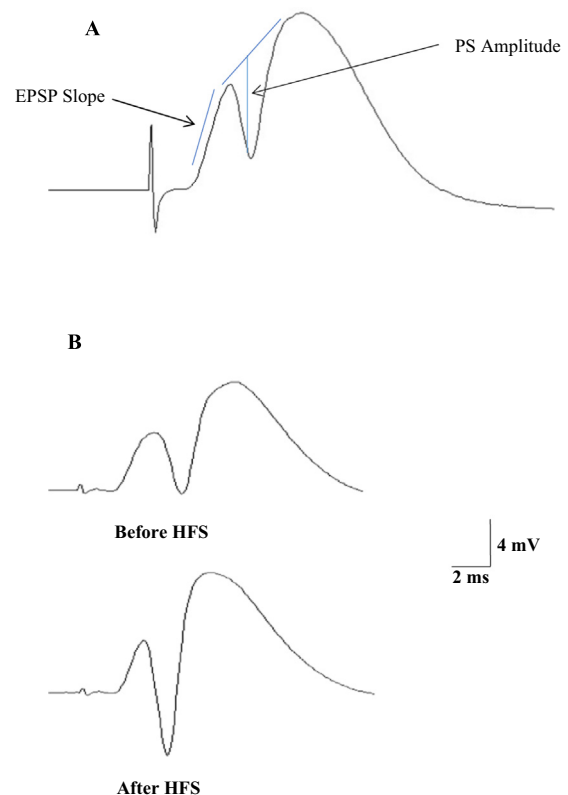 A
PS Amplitude
EPSP Slope
B
Before HFS
4 mV
2 ms
After HFS